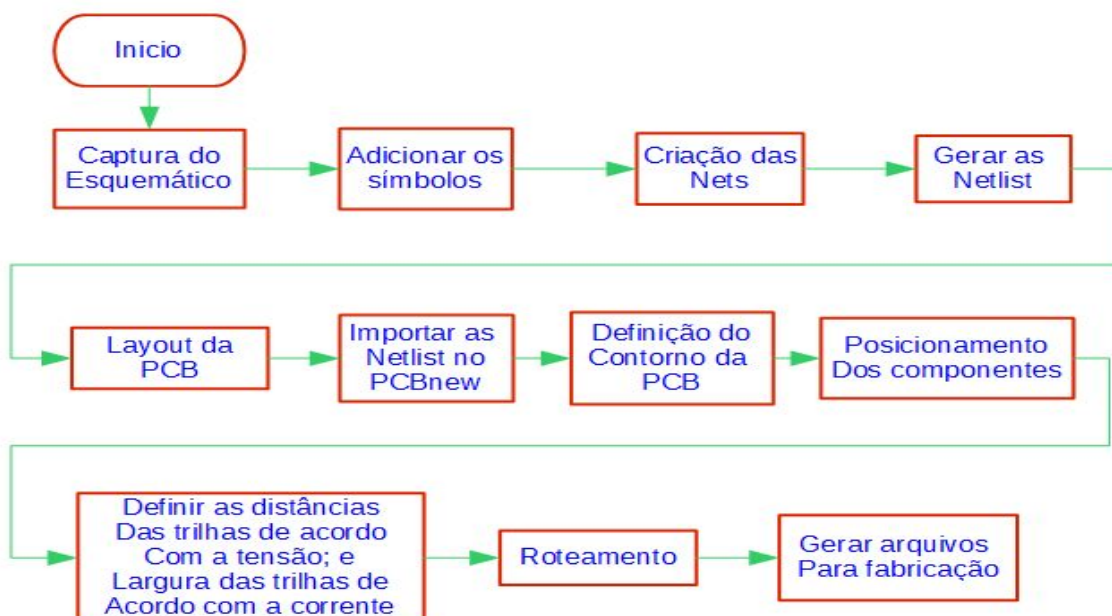 Inicio
Captura do
Esquemático
Adicionar os
símbolos
Criação das
Nets
Gerar as
Netlist
Layout da
PCB
Importar as
Netlist no
PCBnew
Definição do
Contorno da
PCB
Posicionamento
Dos componentes
Definir as distâncias
Das trilhas de acordo
Com a tensão; e
Largura das trilhas de
Acordo com a corrente
Roteamento
Gerar arquivos
Para fabricação